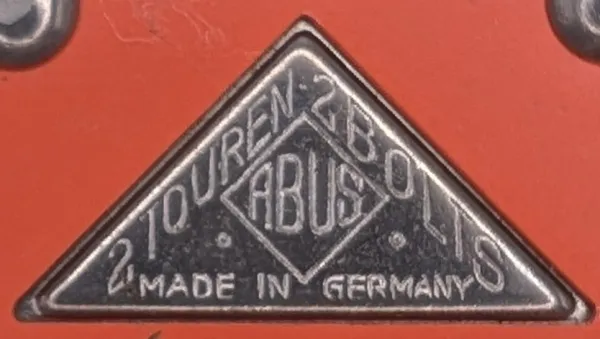 2 TOUREN·2 BOLTS
ABUS
MADE IN GERMANY